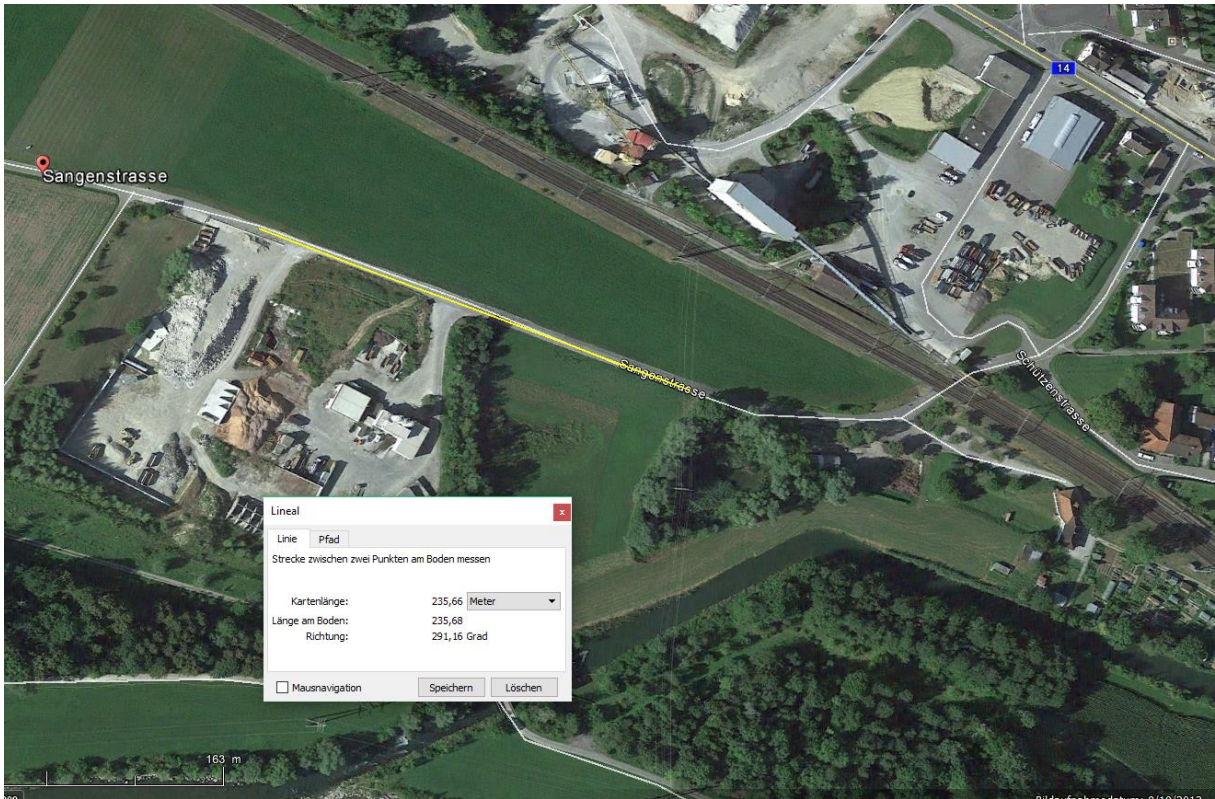 14
Sangenstrasse
Sangenstrasse
Schützenstrasse
Lineal
Linie Pfad
Strecke zwischen zwei Punkten am Boden messen
Kartenlänge: 235,66 Meter
Länge am Boden: 235,68
Richtung: 291,16 Grad
Mausnavigation Speichern Löschen
163 m